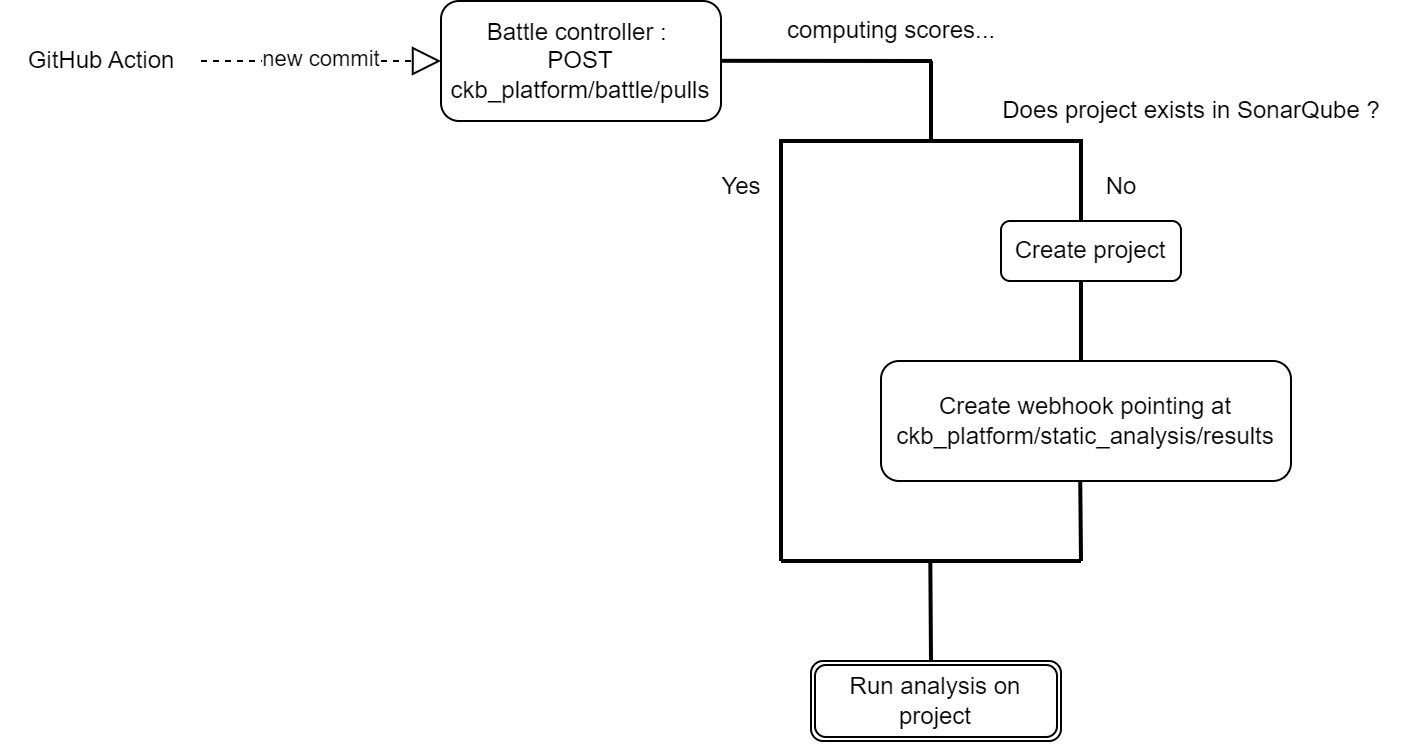 GitHub Action
new commit
Battle controller :
POST
ckb_platform/battle/pulls
computing scores...
Does project exists in SonarQube ?
Yes
No
Create project
Create webhook pointing at
ckb_platform/static_analysis/results
Run analysis on
project